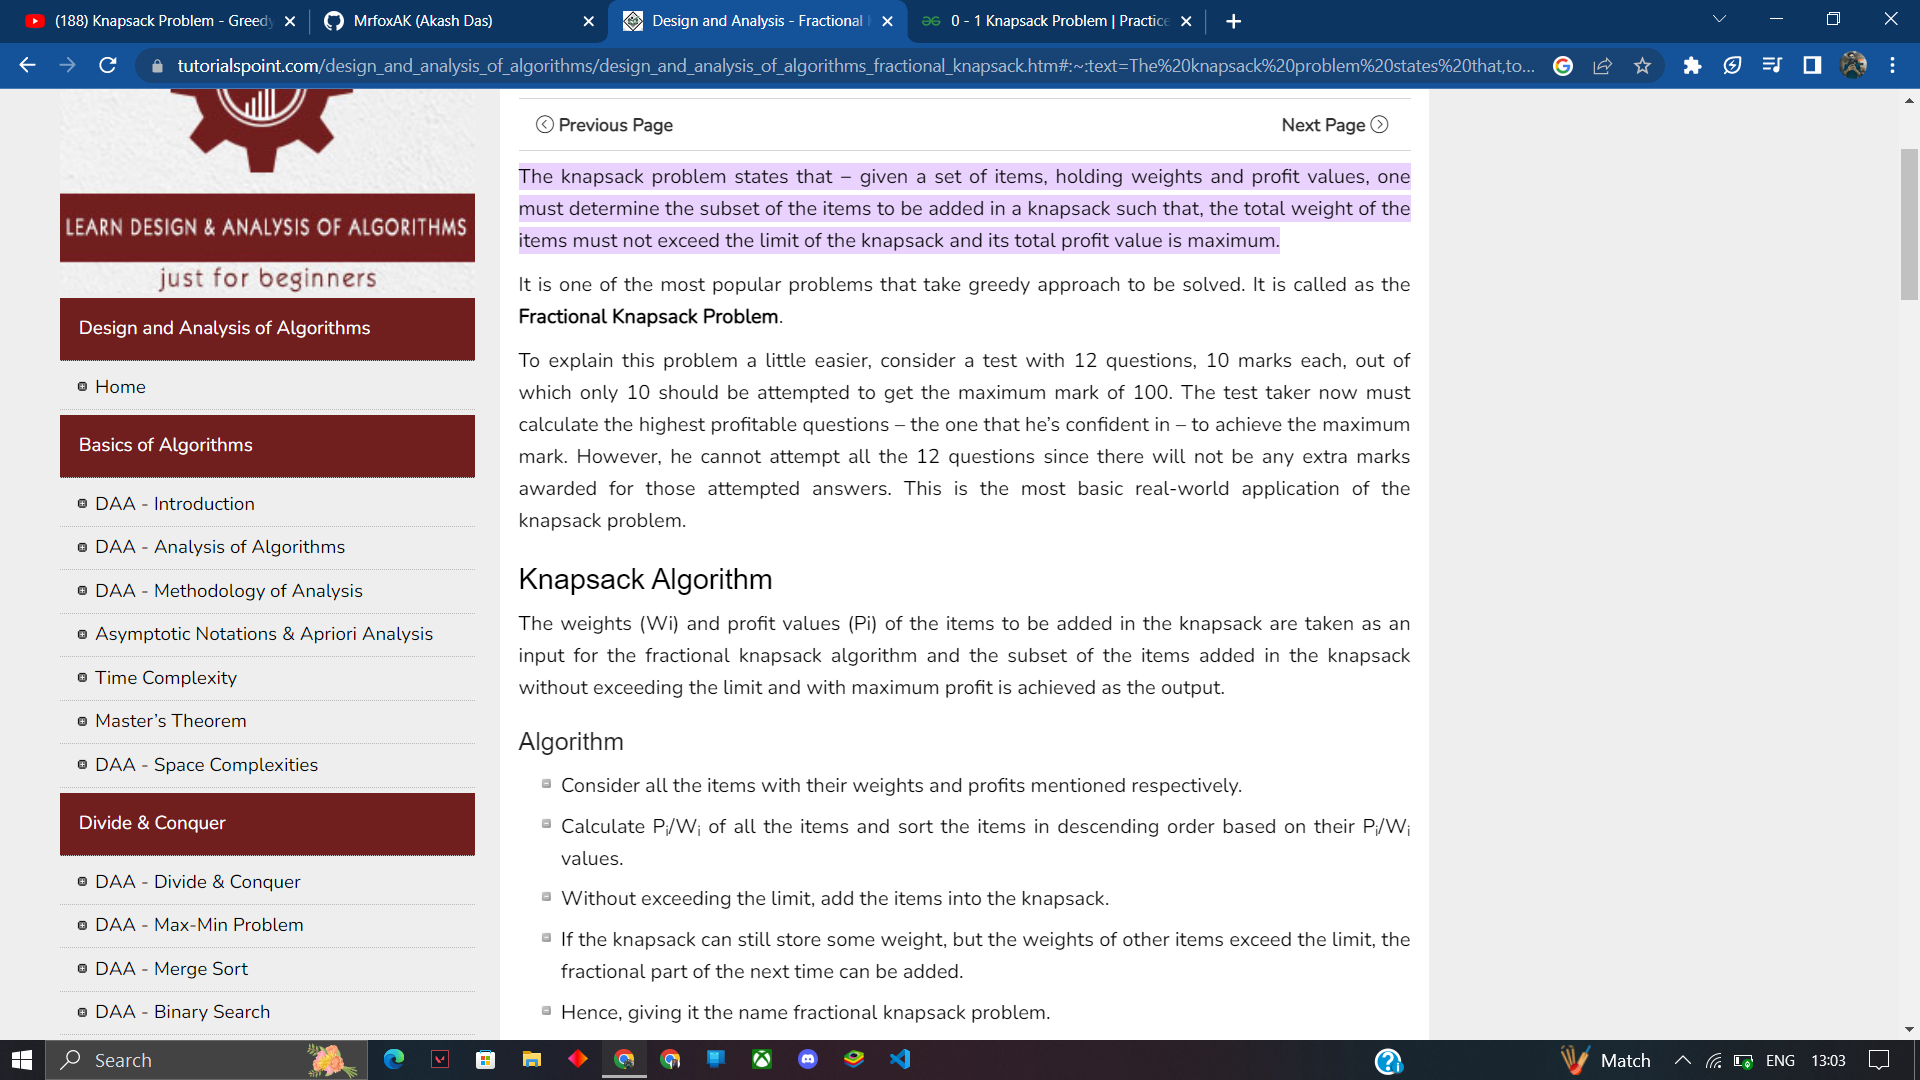 (188) Knapsack Problem - Greedy
MrfoxAK (Akash Das)
Design and Analysis - Fractional
0 - 1 Knapsack Problem | Practice
tutorialspoint.com/design_and_analysis_of_algorithms/design_and_analysis_of_algorithms_fractional_knapsack.htm#:~:text=The%20knapsack%20problem%20states%20that,to...
LEARN DESIGN & ANALYSIS OF ALGORITHMS
just for beginners
Design and Analysis of Algorithms
Home
Basics of Algorithms
DAA - Introduction
DAA - Analysis of Algorithms
DAA - Methodology of Analysis
Asymptotic Notations & Apriori Analysis
Time Complexity
Master’s Theorem
DAA - Space Complexities
Divide & Conquer
DAA - Divide & Conquer
DAA - Max-Min Problem
DAA - Merge Sort
DAA - Binary Search
Previous Page
Next Page
The knapsack problem states that − given a set of items, holding weights and profit values, one
must determine the subset of the items to be added in a knapsack such that, the total weight of the
items must not exceed the limit of the knapsack and its total profit value is maximum.
It is one of the most popular problems that take greedy approach to be solved. It is called as the
Fractional Knapsack Problem.
To explain this problem a little easier, consider a test with 12 questions, 10 marks each, out of
which only 10 should be attempted to get the maximum mark of 100. The test taker now must
calculate the highest profitable questions – the one that he’s confident in – to achieve the maximum
mark. However, he cannot attempt all the 12 questions since there will not be any extra marks
awarded for those attempted answers. This is the most basic real-world application of the
knapsack problem.
Knapsack Algorithm
The weights (Wi) and profit values (Pi) of the items to be added in the knapsack are taken as an
input for the fractional knapsack algorithm and the subset of the items added in the knapsack
without exceeding the limit and with maximum profit is achieved as the output.
Algorithm
Consider all the items with their weights and profits mentioned respectively.
Calculate Pi/Wi of all the items and sort the items in descending order based on their Pi/Wi
values.
Without exceeding the limit, add the items into the knapsack.
If the knapsack can still store some weight, but the weights of other items exceed the limit, the
fractional part of the next time can be added.
Hence, giving it the name fractional knapsack problem.
Search
Match
ENG
13:03